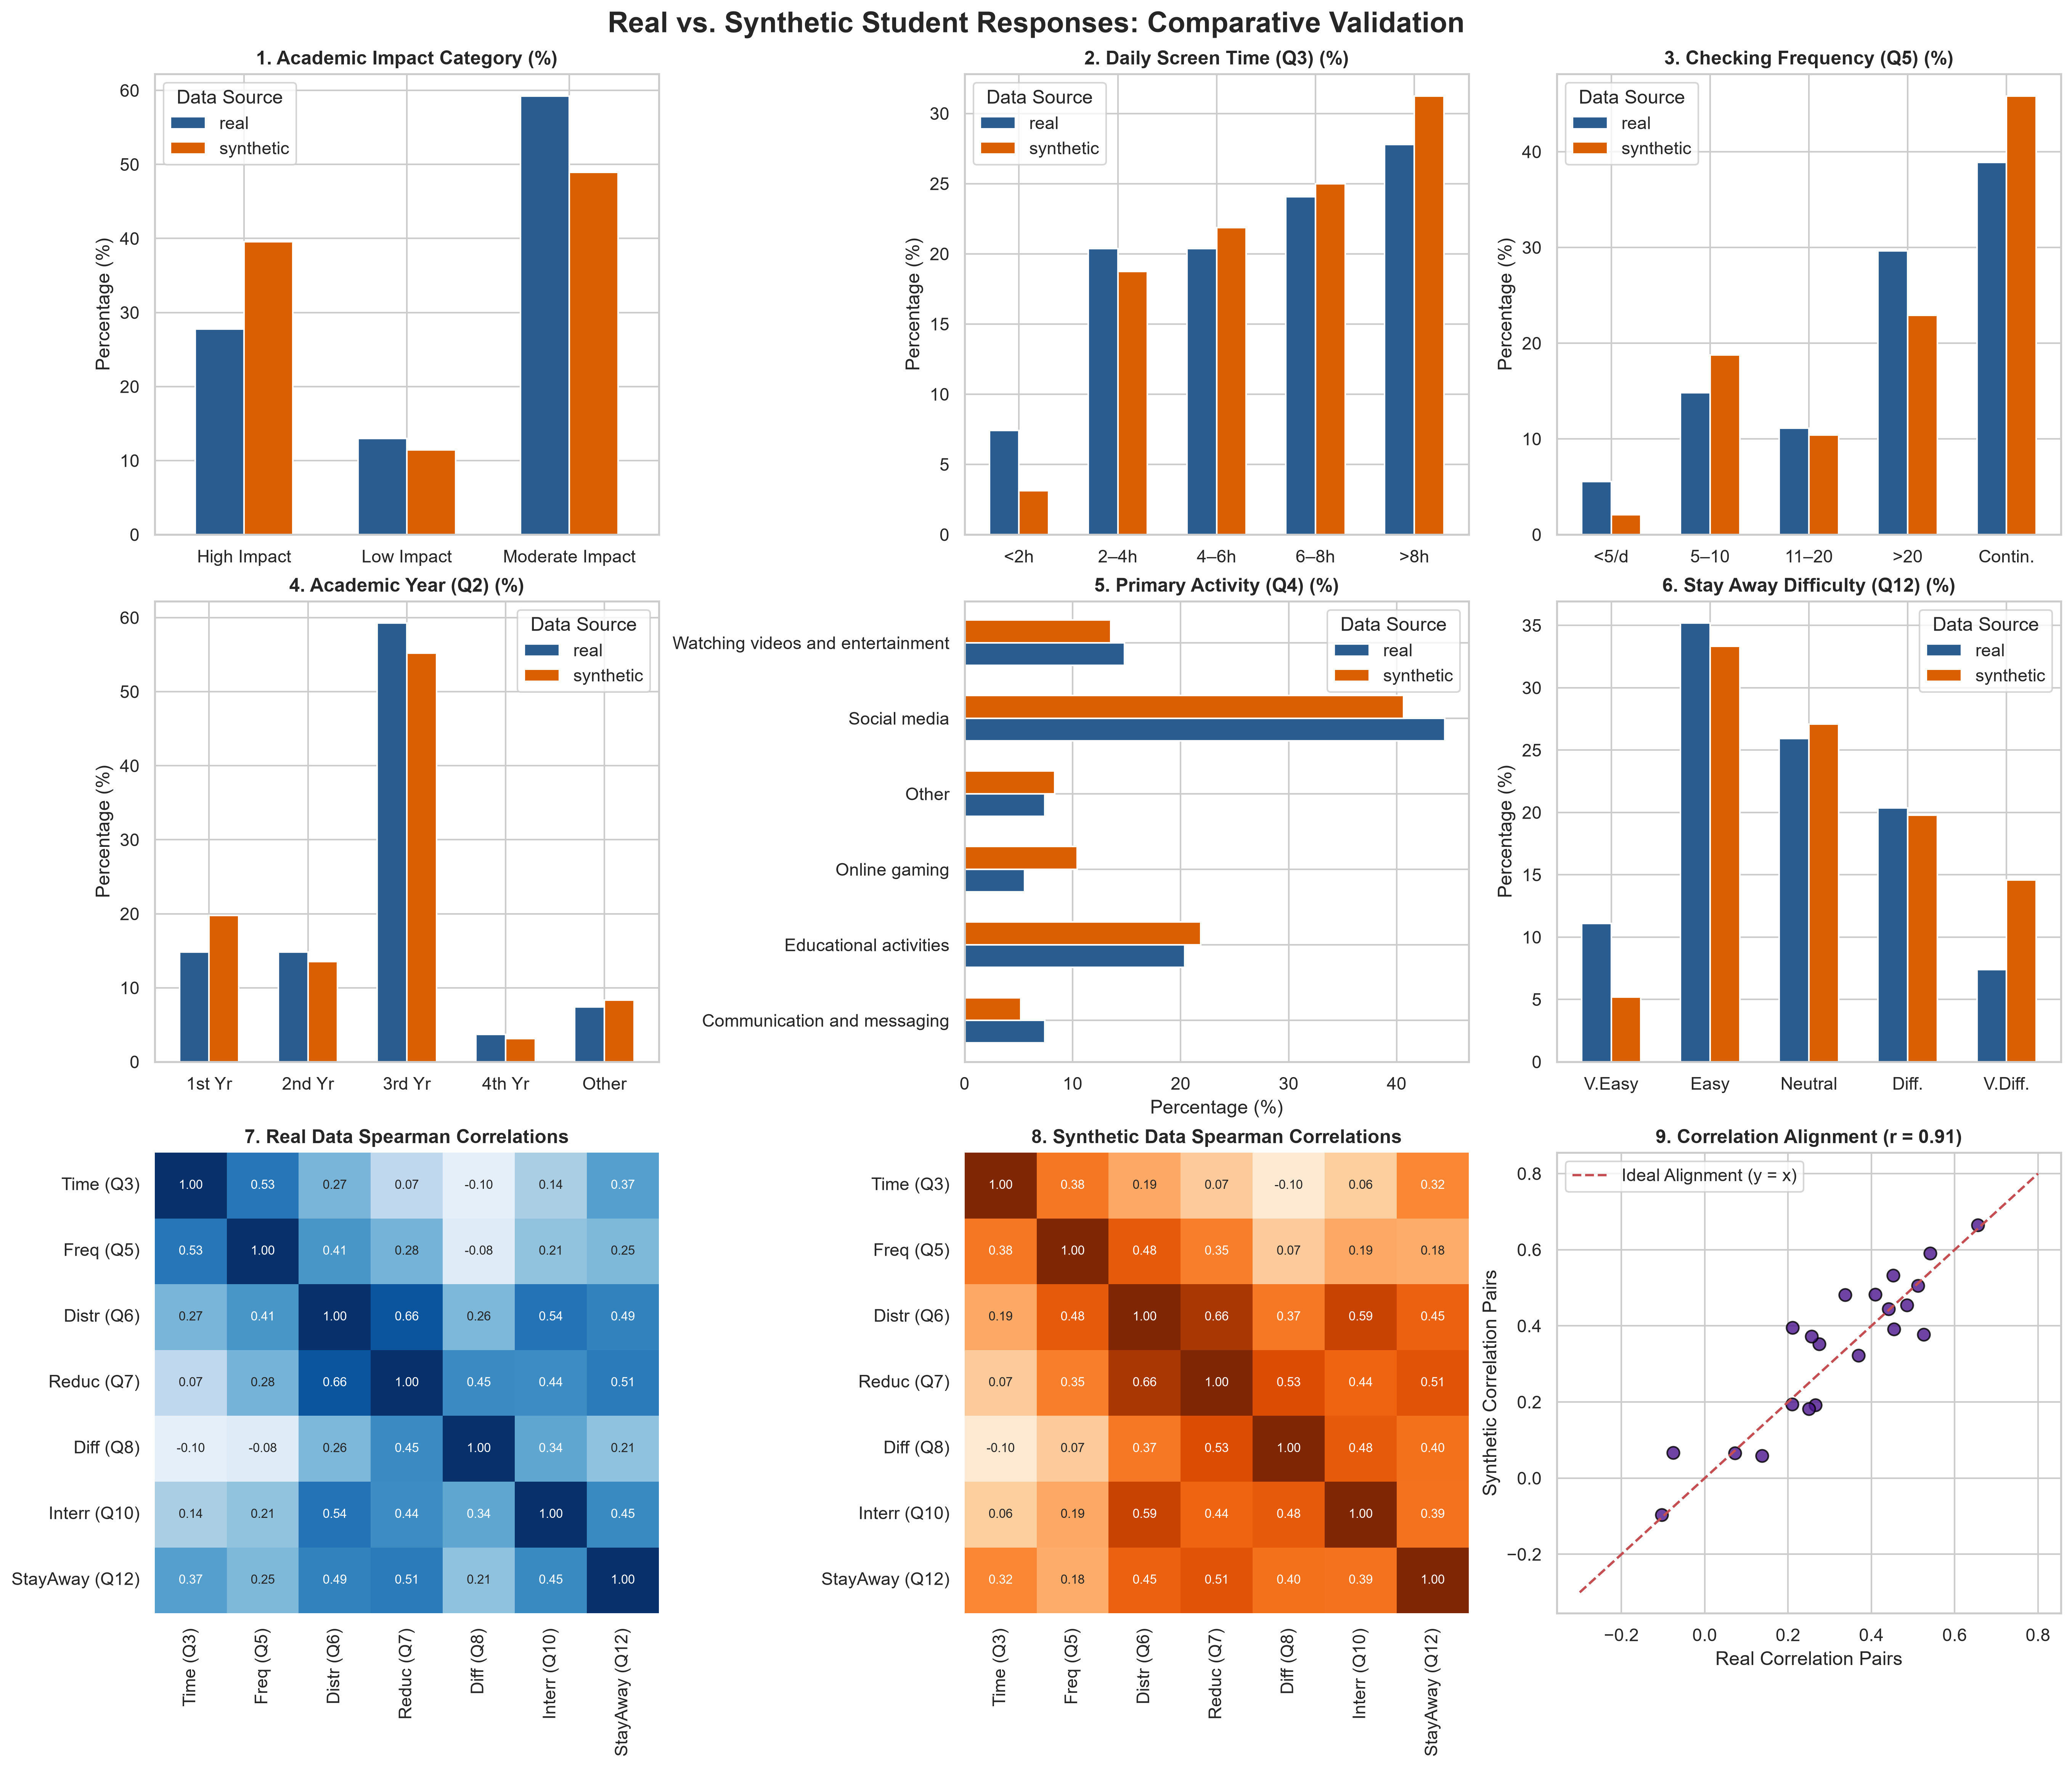 Real vs. Synthetic Student Responses: Comparative Validation
1. Academic Impact Category (%)
Data Source
real
synthetic
Percentage (%)
60
50
40
30
20
10
0
High Impact
Low Impact
Moderate Impact
2. Daily Screen Time (Q3) (%)
Data Source
real
synthetic
Percentage (%)
30
25
20
15
10
5
0
<2h
2–4h
4–6h
6–8h
>8h
3. Checking Frequency (Q5) (%)
Data Source
real
synthetic
Percentage (%)
40
30
20
10
0
<5/d
5–10
11–20
>20
Contin.
4. Academic Year (Q2) (%)
Data Source
real
synthetic
Percentage (%)
60
50
40
30
20
10
0
1st Yr
2nd Yr
3rd Yr
4th Yr
Other
5. Primary Activity (Q4) (%)
Data Source
real
synthetic
Watching videos and entertainment
Social media
Other
Online gaming
Educational activities
Communication and messaging
0
10
20
30
40
Percentage (%)
6. Stay Away Difficulty (Q12) (%)
Data Source
real
synthetic
Percentage (%)
35
30
25
20
15
10
5
0
V.Easy
Easy
Neutral
Diff.
V.Diff.
7. Real Data Spearman Correlations
Time (Q3) 1.00 0.53 0.27 0.07 -0.10 0.14 0.37
Freq (Q5) 0.53 1.00 0.41 0.28 -0.08 0.21 0.25
Distr (Q6) 0.27 0.41 1.00 0.66 0.26 0.54 0.49
Reduc (Q7) 0.07 0.28 0.66 1.00 0.45 0.44 0.51
Diff (Q8) -0.10 -0.08 0.26 0.45 1.00 0.34 0.21
Interr (Q10) 0.14 0.21 0.54 0.44 0.34 1.00 0.45
StayAway (Q12) 0.37 0.25 0.49 0.51 0.21 0.45 1.00
Time (Q3)
Freq (Q5)
Distr (Q6)
Reduc (Q7)
Diff (Q8)
Interr (Q10)
StayAway (Q12)
8. Synthetic Data Spearman Correlations
Time (Q3) 1.00 0.38 0.19 0.07 -0.10 0.06 0.32
Freq (Q5) 0.38 1.00 0.48 0.35 0.07 0.19 0.18
Distr (Q6) 0.19 0.48 1.00 0.66 0.37 0.59 0.45
Reduc (Q7) 0.07 0.35 0.66 1.00 0.53 0.44 0.51
Diff (Q8) -0.10 0.07 0.37 0.53 1.00 0.48 0.40
Interr (Q10) 0.06 0.19 0.59 0.44 0.48 1.00 0.39
StayAway (Q12) 0.32 0.18 0.45 0.51 0.40 0.39 1.00
Time (Q3)
Freq (Q5)
Distr (Q6)
Reduc (Q7)
Diff (Q8)
Interr (Q10)
StayAway (Q12)
9. Correlation Alignment (r = 0.91)
Ideal Alignment (y = x)
Synthetic Correlation Pairs
0.8
0.6
0.4
0.2
0.0
−0.2
−0.2
0.0
0.2
0.4
0.6
0.8
Real Correlation Pairs